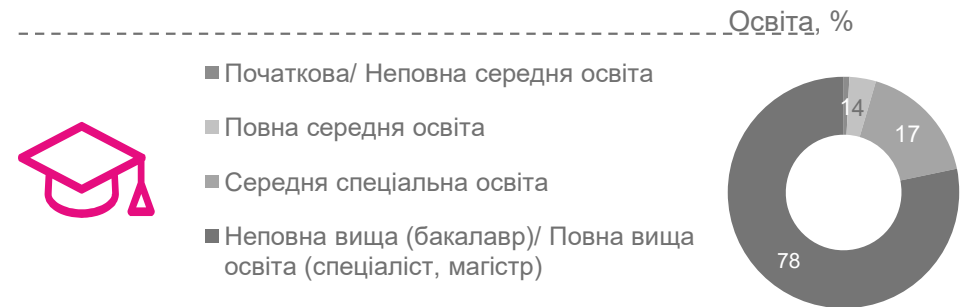 Освіта, %
Початкова/ Неповна середня освіта
Повна середня освіта
Середня спеціальна освіта
Неповна вища (бакалавр)/ Повна вища
освіта (спеціаліст, магістр)
1
4
17
78